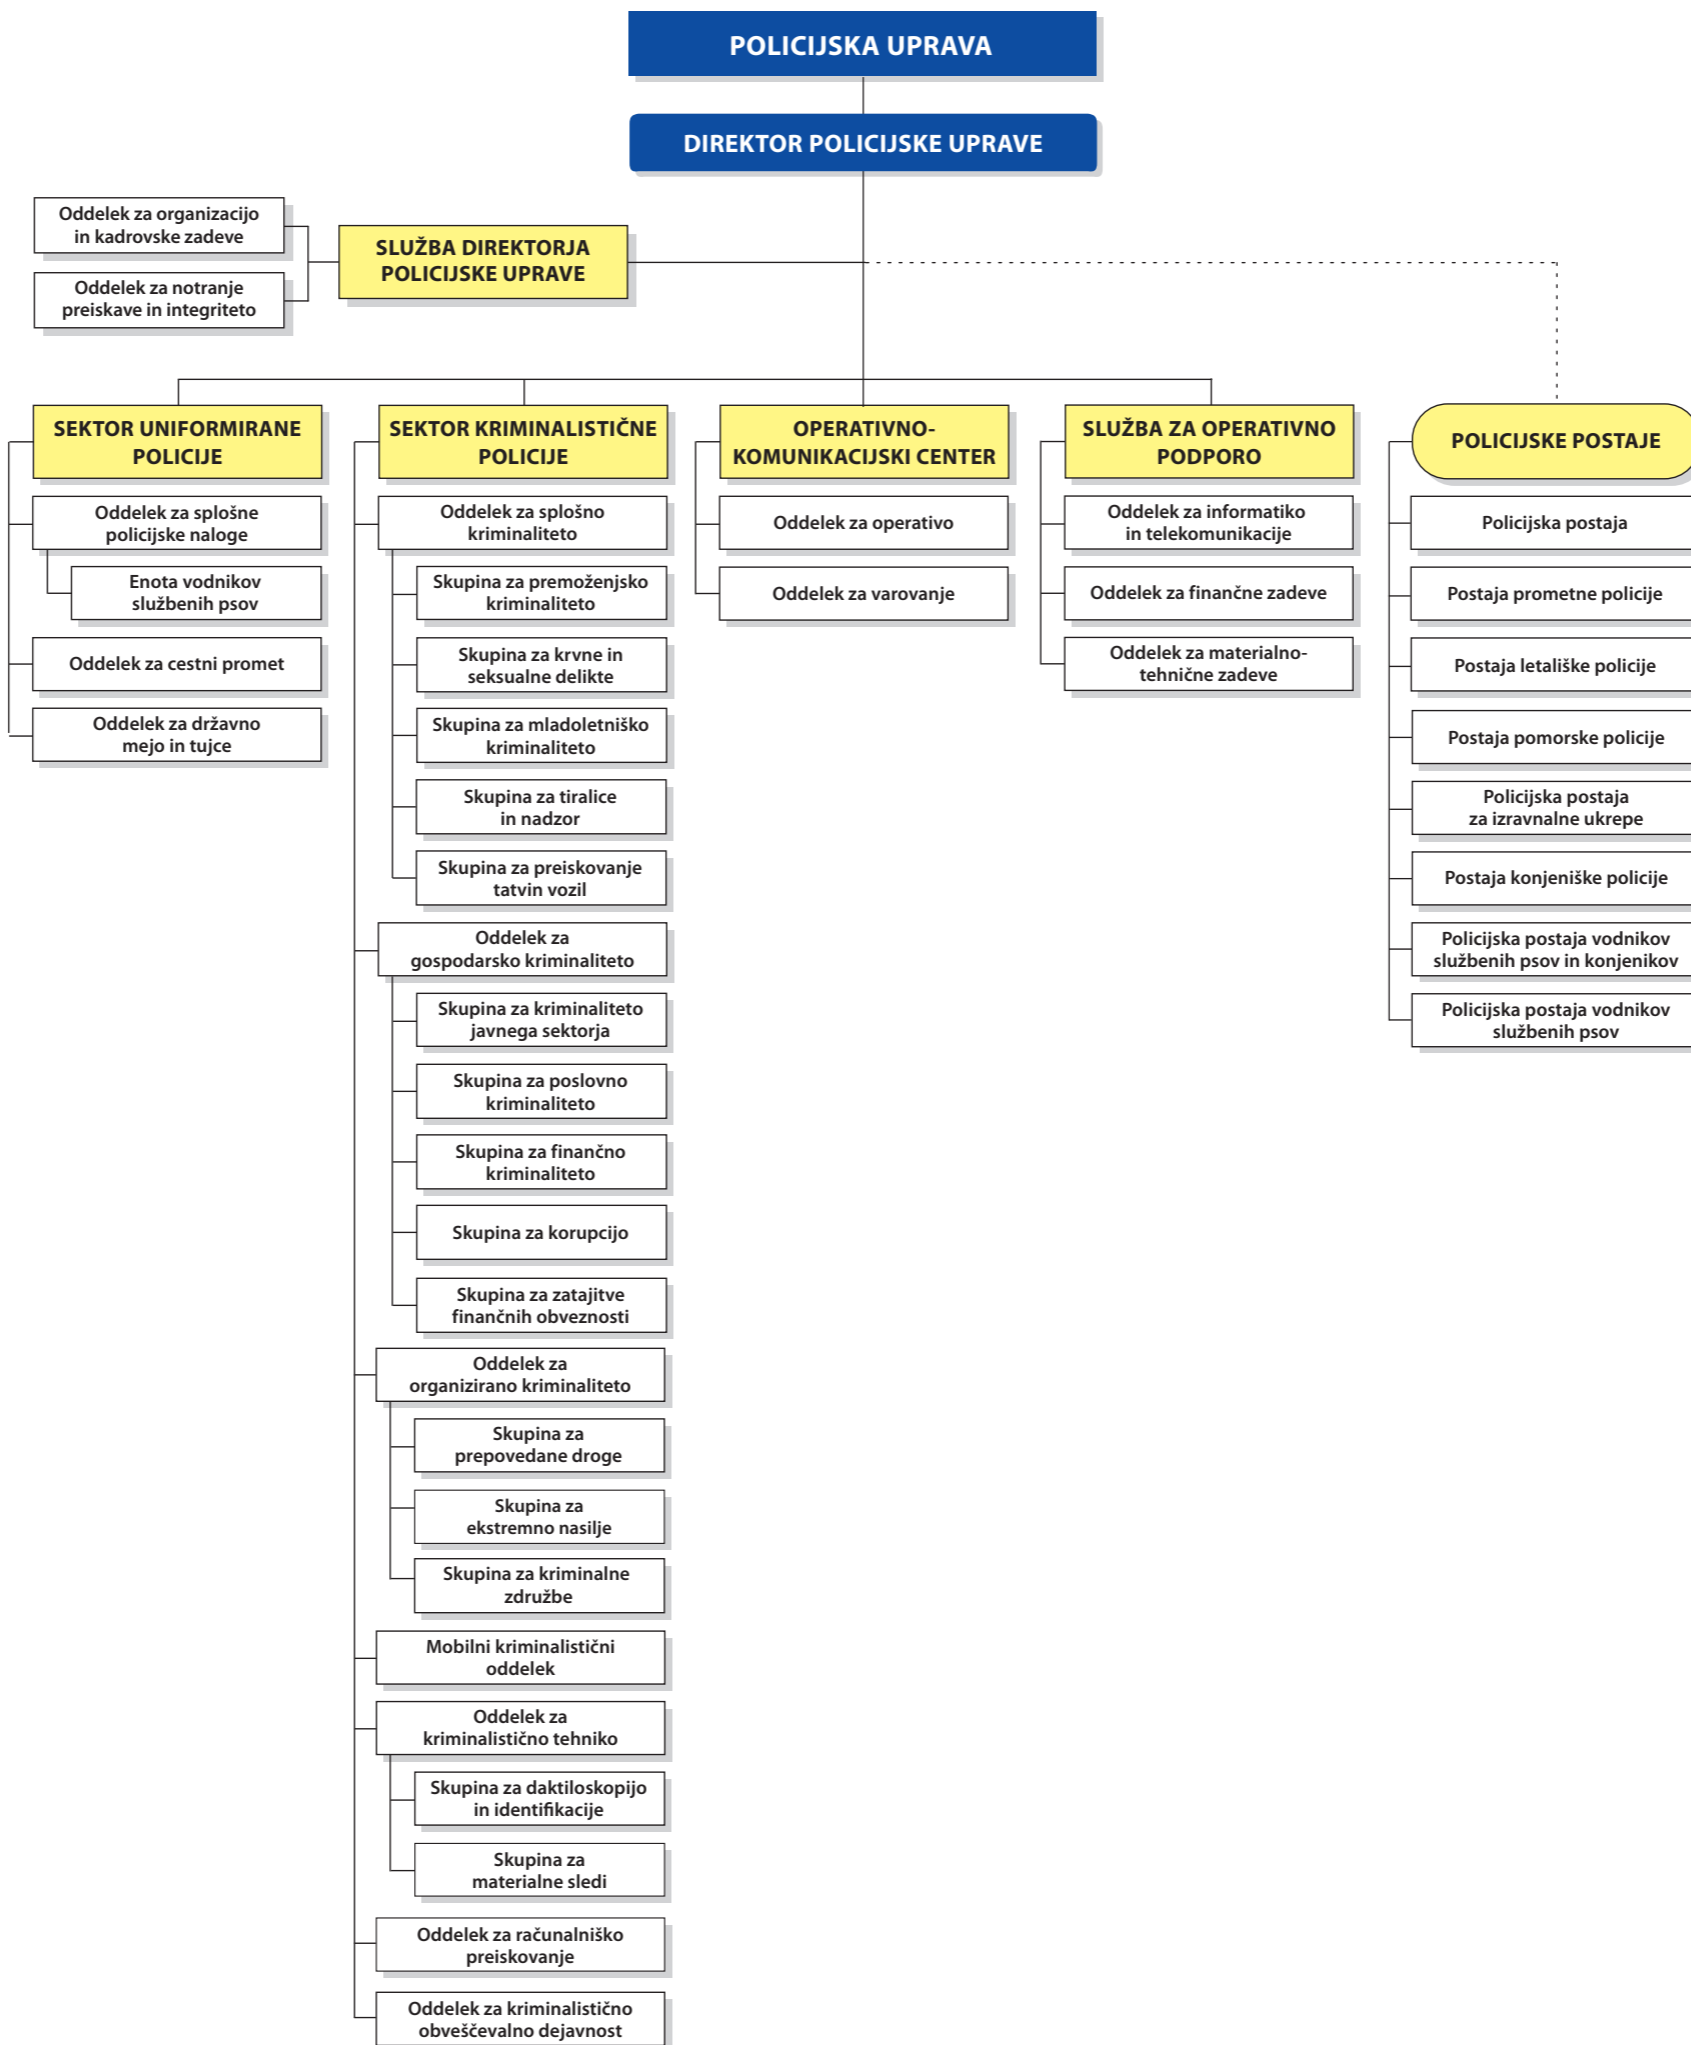 POLICIJSKA UPRAVA
DIREKTOR POLICIJSKE UPRAVE
Oddelek za organizacijo
in kadrovske zadeve
Oddelek za notranje
preiskave in integriteto
SLUŽBA DIREKTORJA
POLICIJSKE UPRAVE
SEKTOR UNIFORMIRANE
POLICIJE
Oddelek za splošne
policijske naloge
Enota vodnikov
službenih psov
Oddelek za cestni promet
Oddelek za državno
mejo in tujce
SEKTOR KRIMINALISTIČNE
POLICIJE
Oddelek za splošno
kriminaliteto
Skupina za premoženjsko
kriminaliteto
Skupina za krvne in
seksualne delikte
Skupina za mladoletniško
kriminaliteto
Skupina za tiralice
in nadzor
Skupina za preiskovanje
tatvin vozil
Oddelek za
gospodarsko kriminaliteto
Skupina za kriminaliteto
javnega sektorja
Skupina za poslovno
kriminaliteto
Skupina za finančno
kriminaliteto
Skupina za korupcijo
Skupina za zatajitve
finančnih obveznosti
Oddelek za
organizirano kriminaliteto
Skupina za
prepovedane droge
Skupina za
ekstremno nasilje
Skupina za kriminalne
združbe
Mobilni kriminalistični
oddelek
Oddelek za
kriminalistično tehniko
Skupina za daktiloskopijo
in identifikacije
Skupina za
materialne sledi
Oddelek za računalniško
preiskovanje
Oddelek za kriminalistično
obveščevalno dejavnost
OPERATIVNO-
KOMUNIKACIJSKI CENTER
Oddelek za operativo
Oddelek za varovanje
SLUŽBA ZA OPERATIVNO
PODPORO
Oddelek za informatiko
in telekomunikacije
Oddelek za finančne zadeve
Oddelek za materialno-
tehnične zadeve
POLICIJSKE POSTAJE
Policijska postaja
Postaja prometne policije
Postaja letališke policije
Postaja pomorske policije
Policijska postaja
za izravnalne ukrepe
Postaja konjeniške policije
Policijska postaja vodnikov
službenih psov in konjenikov
Policijska postaja vodnikov
službenih psov